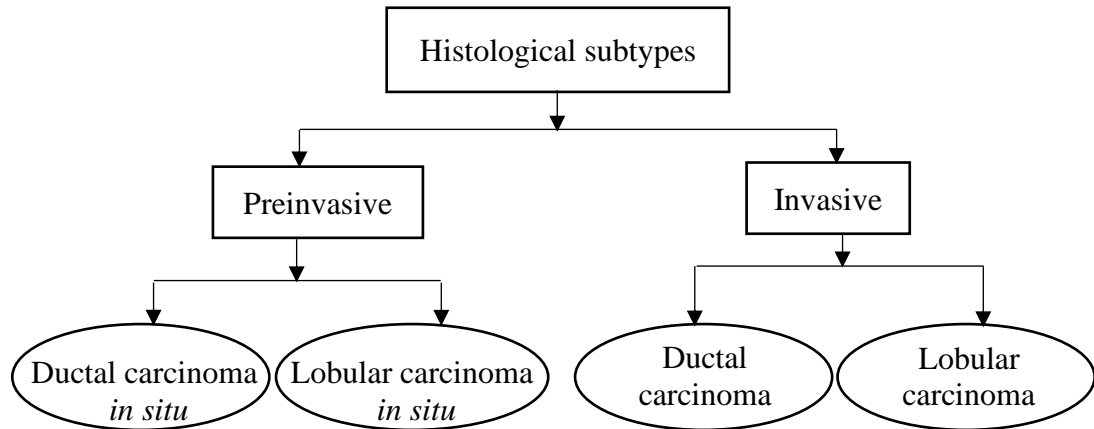 Histological subtypes
Preinvasive
Invasive
Ductal carcinoma
in situ
Lobular carcinoma
in situ
Ductal
carcinoma
Lobular
carcinoma